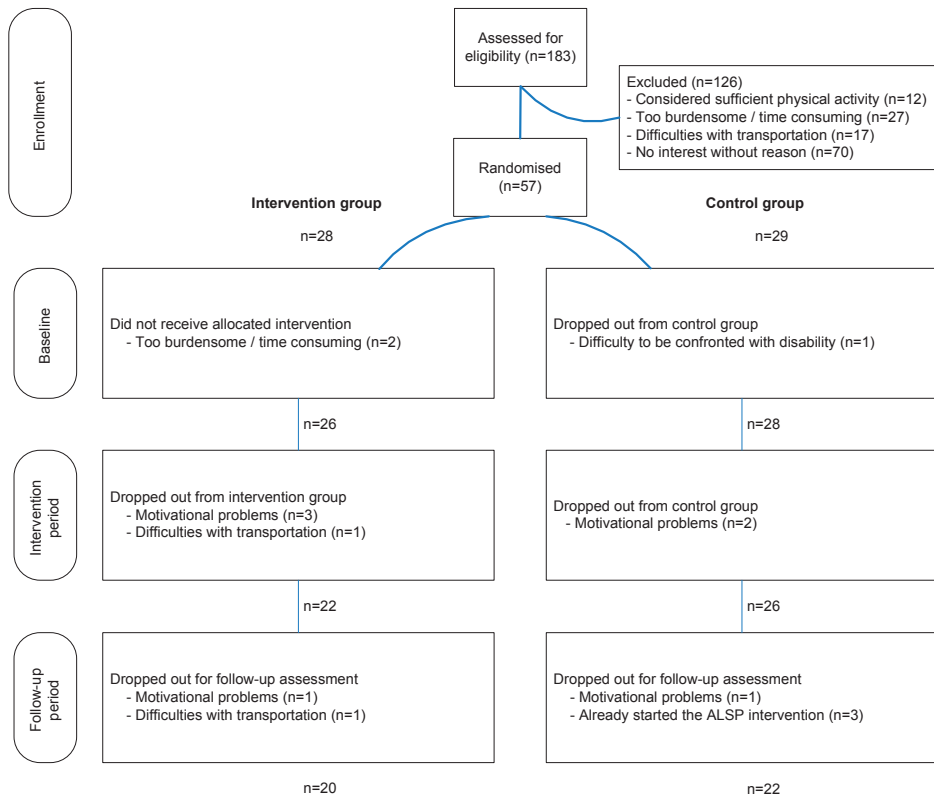 Enrollment
Assessed for
eligibility (n=183)
Excluded (n=126)
- Considered sufficient physical activity (n=12)
- Too burdensome / time consuming (n=27)
- Difficulties with transportation (n=17)
- No interest without reason (n=70)
Randomised
(n=57)
Intervention group
n=28
Control group
n=29
Baseline
Did not receive allocated intervention
- Too burdensome / time consuming (n=2)
Dropped out from control group
- Difficulty to be confronted with disability (n=1)
n=26
n=28
Intervention
period
Dropped out from intervention group
- Motivational problems (n=3)
- Difficulties with transportation (n=1)
Dropped out from control group
- Motivational problems (n=2)
n=22
n=26
Follow-up
period
Dropped out for follow-up assessment
- Motivational problems (n=1)
- Difficulties with transportation (n=1)
Dropped out for follow-up assessment
- Motivational problems (n=1)
- Already started the ALSP intervention (n=3)
n=20
n=22